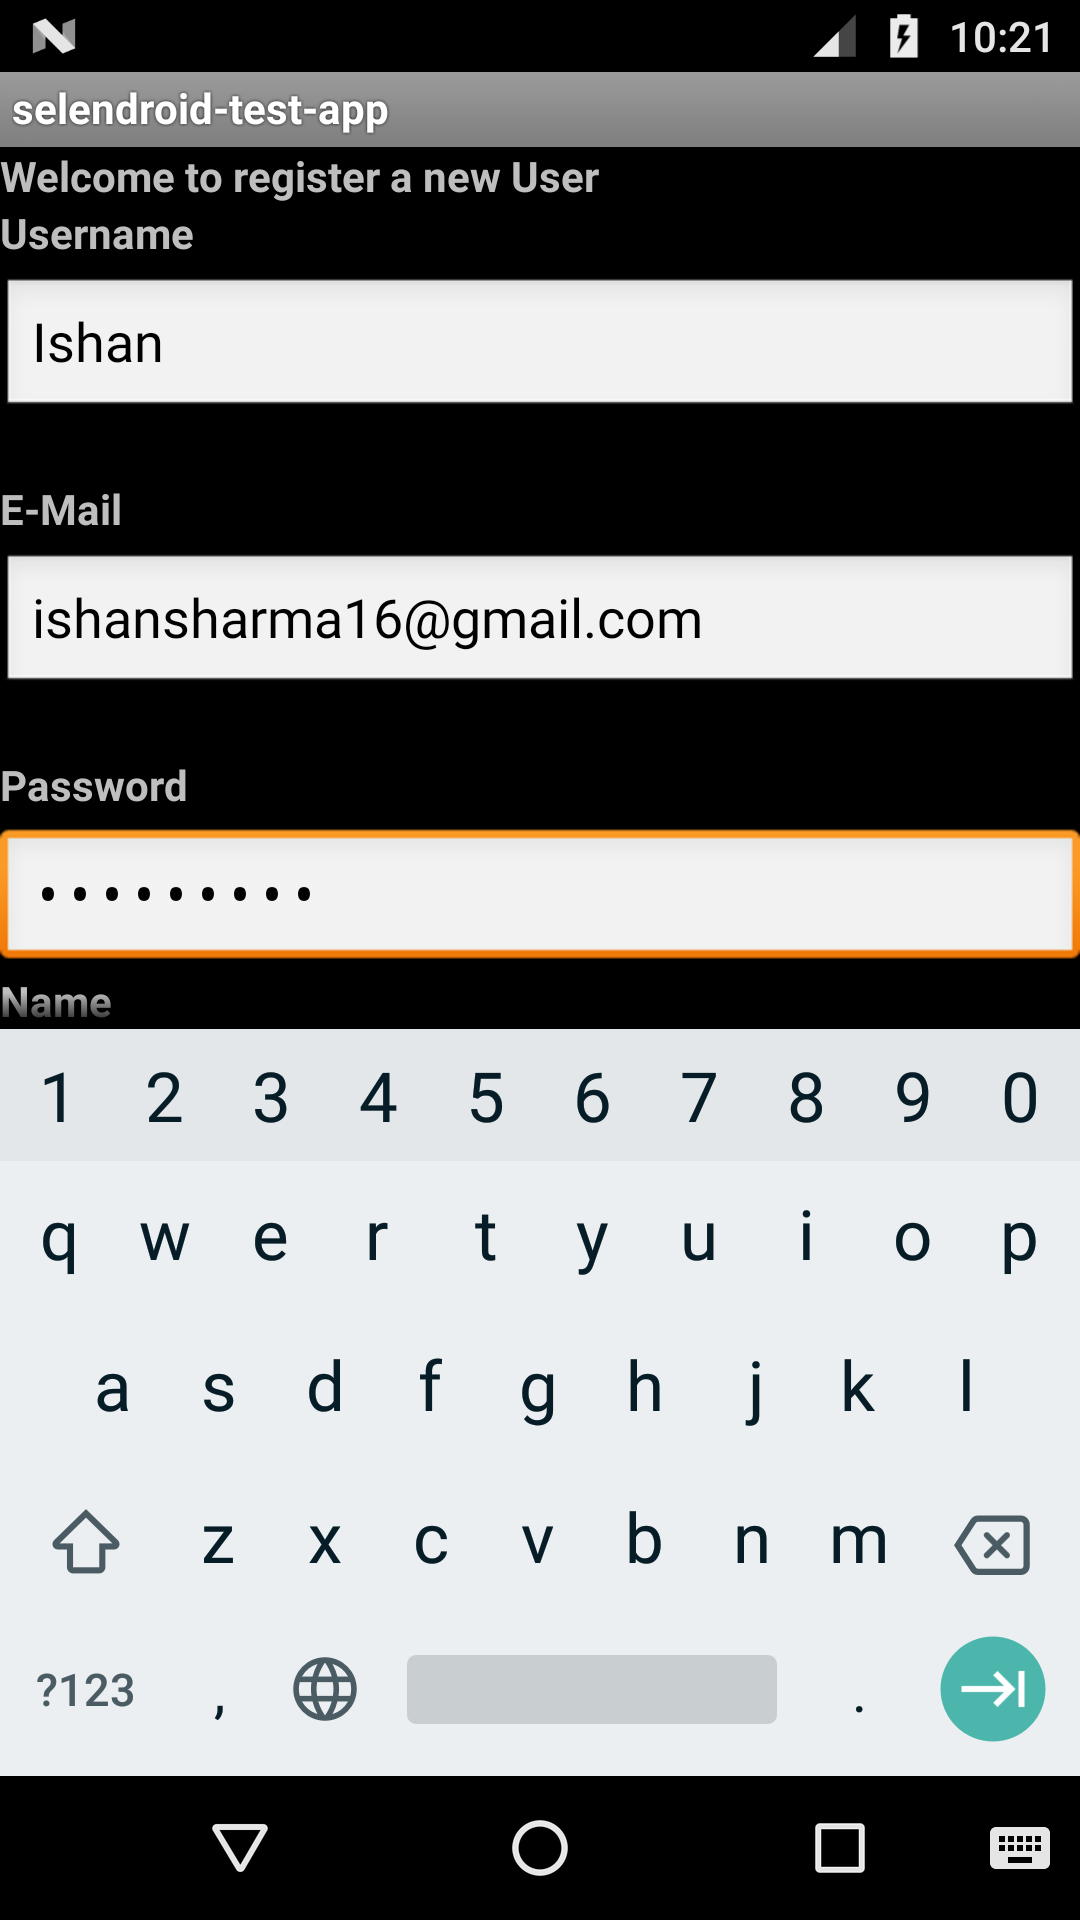 10:21
selendroid-test-app
Welcome to register a new User
Username
Ishan
E-Mail
ishansharma16@gmail.com
Password
•••••••••
Name
1 2 3 4 5 6 7 8 9 0
q w e r t y u i o p
a s d f g h j k l
z x c v b n m
?123 , .